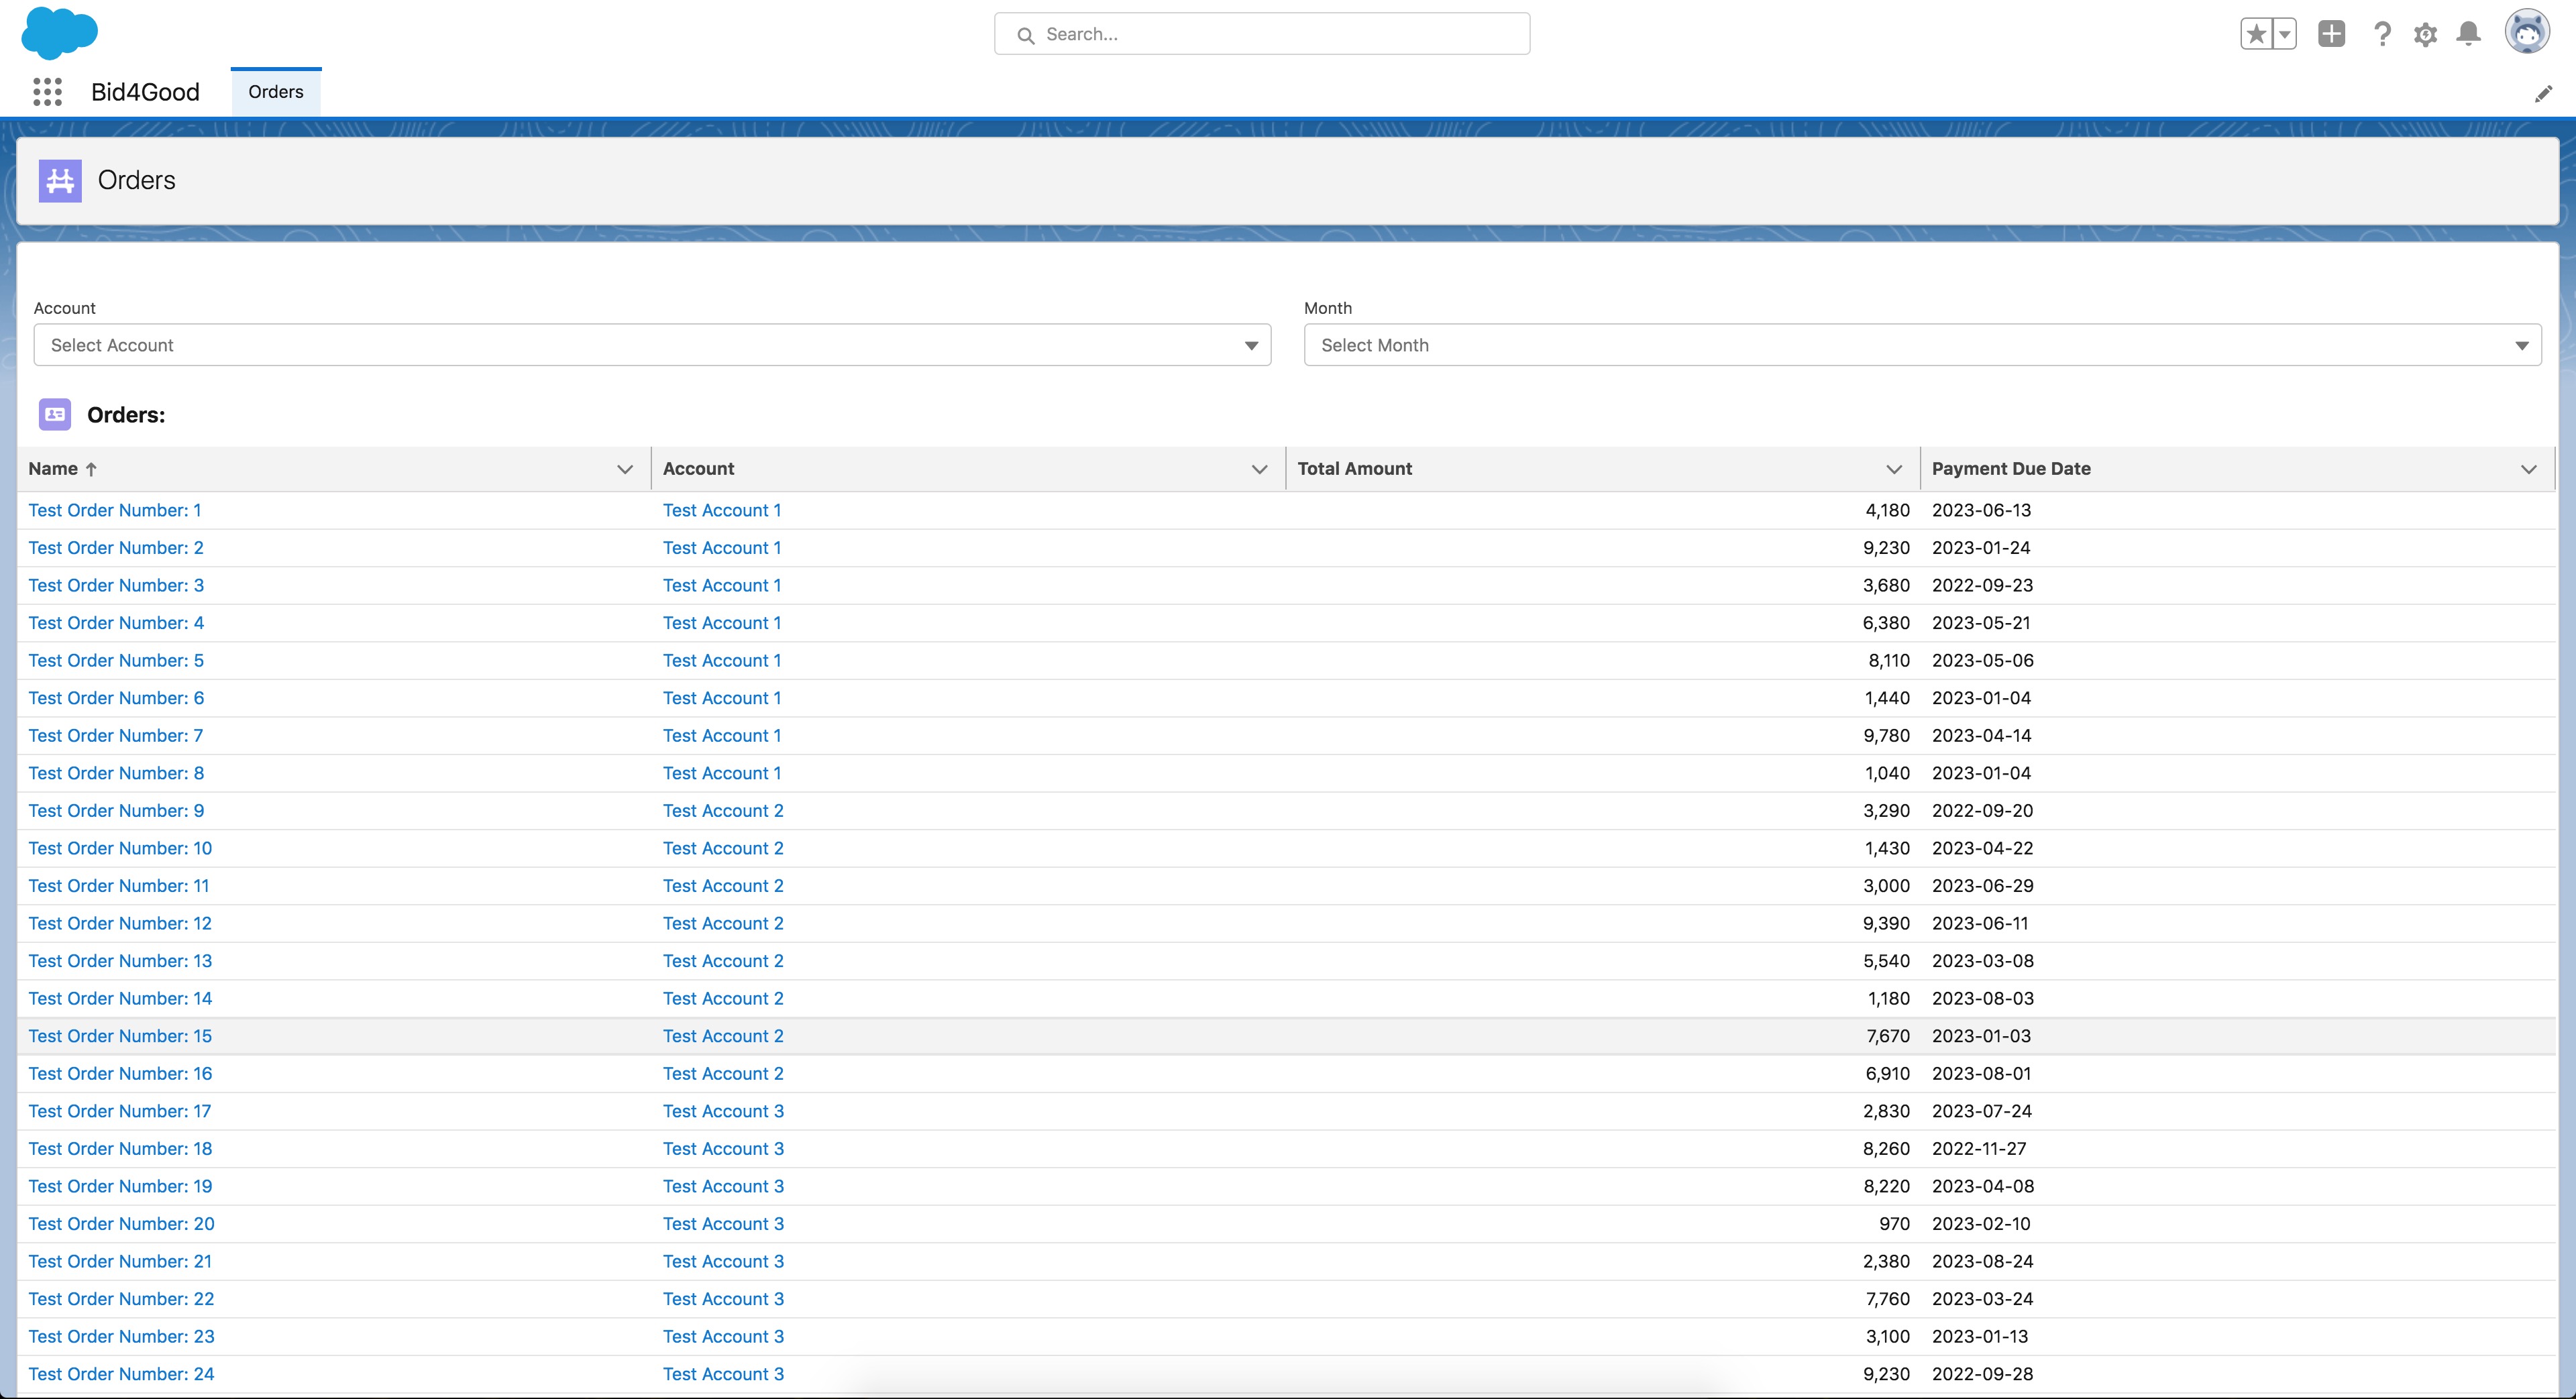 Search...
Bid4Good Orders
Orders
Account Month
Select Account Select Month
Orders:
Name Account Total Amount Payment Due Date
Test Order Number: 1 Test Account 1 4,180 2023-06-13
Test Order Number: 2 Test Account 1 9,230 2023-01-24
Test Order Number: 3 Test Account 1 3,680 2022-09-23
Test Order Number: 4 Test Account 1 6,380 2023-05-21
Test Order Number: 5 Test Account 1 8,110 2023-05-06
Test Order Number: 6 Test Account 1 1,440 2023-01-04
Test Order Number: 7 Test Account 1 9,780 2023-04-14
Test Order Number: 8 Test Account 1 1,040 2023-01-04
Test Order Number: 9 Test Account 2 3,290 2022-09-20
Test Order Number: 10 Test Account 2 1,430 2023-04-22
Test Order Number: 11 Test Account 2 3,000 2023-06-29
Test Order Number: 12 Test Account 2 9,390 2023-06-11
Test Order Number: 13 Test Account 2 5,540 2023-03-08
Test Order Number: 14 Test Account 2 1,180 2023-08-03
Test Order Number: 15 Test Account 2 7,670 2023-01-03
Test Order Number: 16 Test Account 2 6,910 2023-08-01
Test Order Number: 17 Test Account 3 2,830 2023-07-24
Test Order Number: 18 Test Account 3 8,260 2022-11-27
Test Order Number: 19 Test Account 3 8,220 2023-04-08
Test Order Number: 20 Test Account 3 970 2023-02-10
Test Order Number: 21 Test Account 3 2,380 2023-08-24
Test Order Number: 22 Test Account 3 7,760 2023-03-24
Test Order Number: 23 Test Account 3 3,100 2023-01-13
Test Order Number: 24 Test Account 3 9,230 2022-09-28